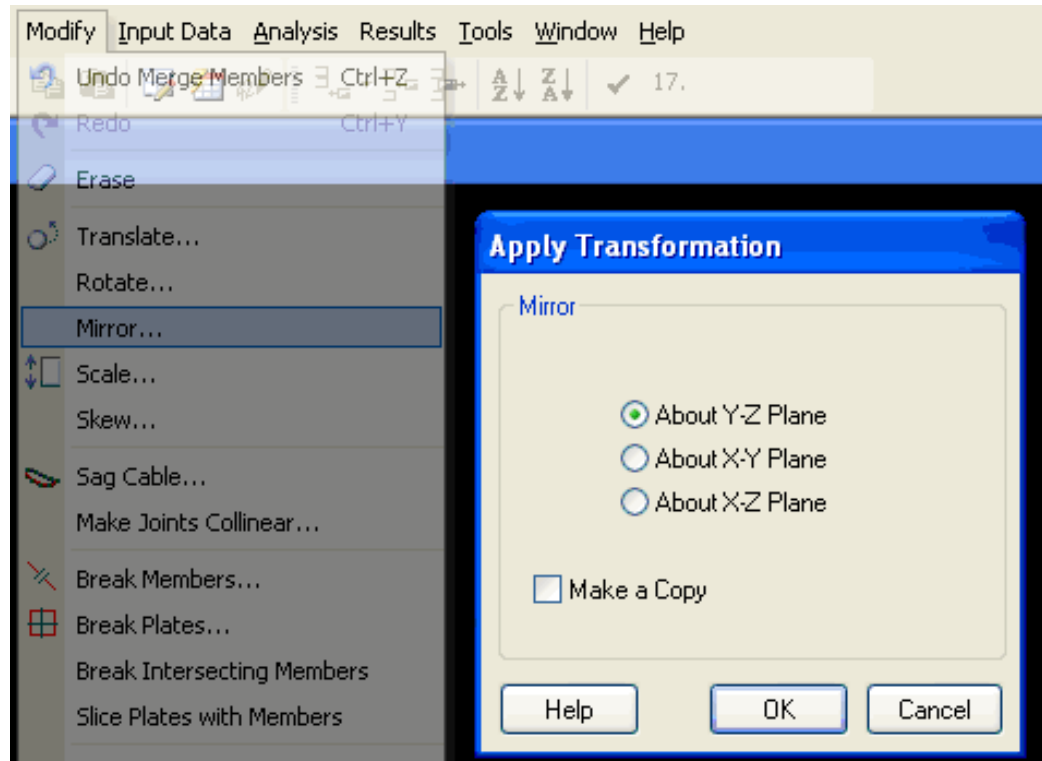 Modify Input Data Analysis Results Tools Window Help
Undo Merge Members Ctrl+Z
A Z Z A 17.
Redo Ctrl+Y
Erase
Translate...
Rotate...
Mirror...
Scale...
Skew...
Sag Cable...
Make Joints Collinear...
Break Members...
Break Plates...
Break Intersecting Members
Slice Plates with Members
Apply Transformation
Mirror
About Y-Z Plane
About X-Y Plane
About X-Z Plane
Make a Copy
Help OK Cancel